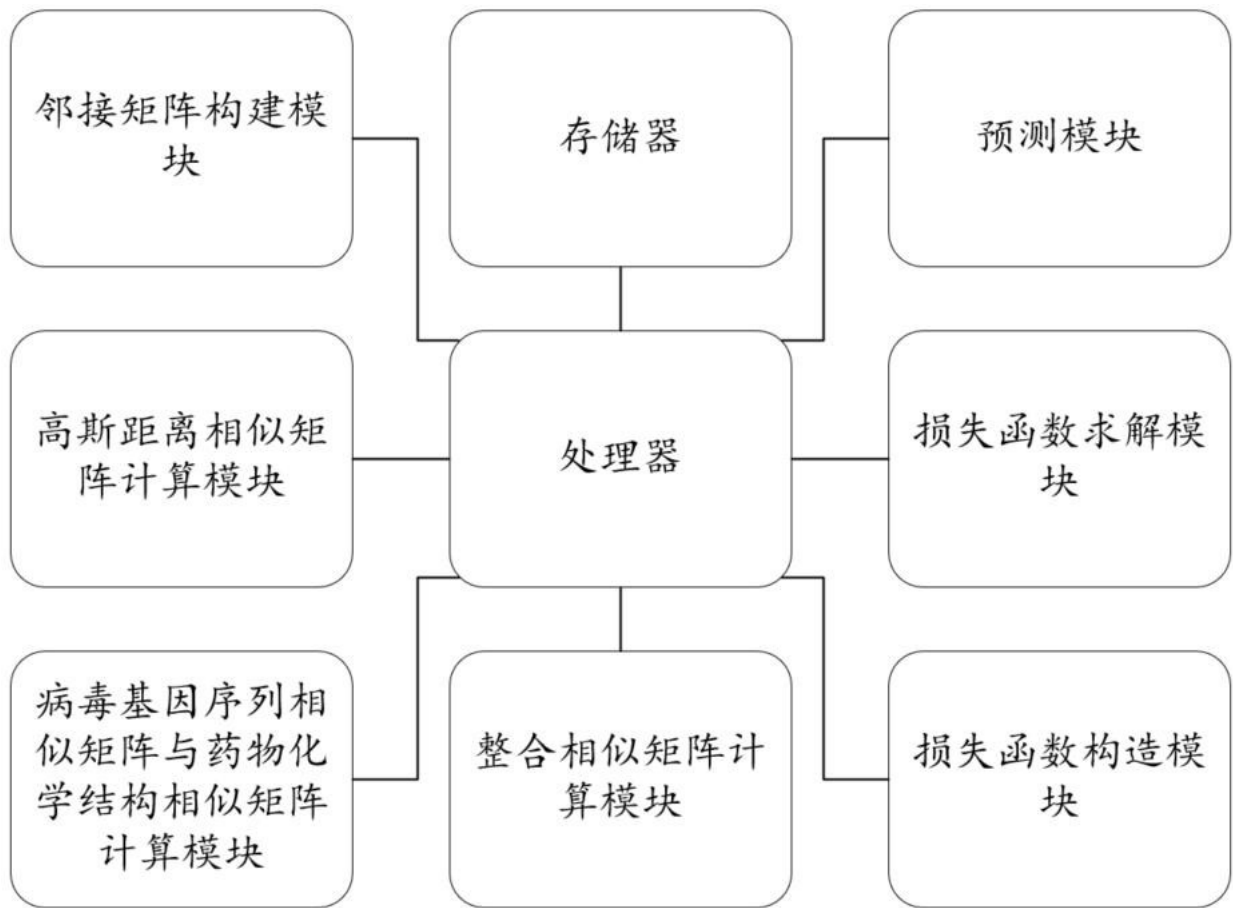 邻接矩阵构建模
块
存储器
预测模块
高斯距离相似矩
阵计算模块
处理器
损失函数求解模
块
病毒基因序列相
似矩阵与药物化
学结构相似矩阵
计算模块
整合相似矩阵计
算模块
损失函数构造模
块